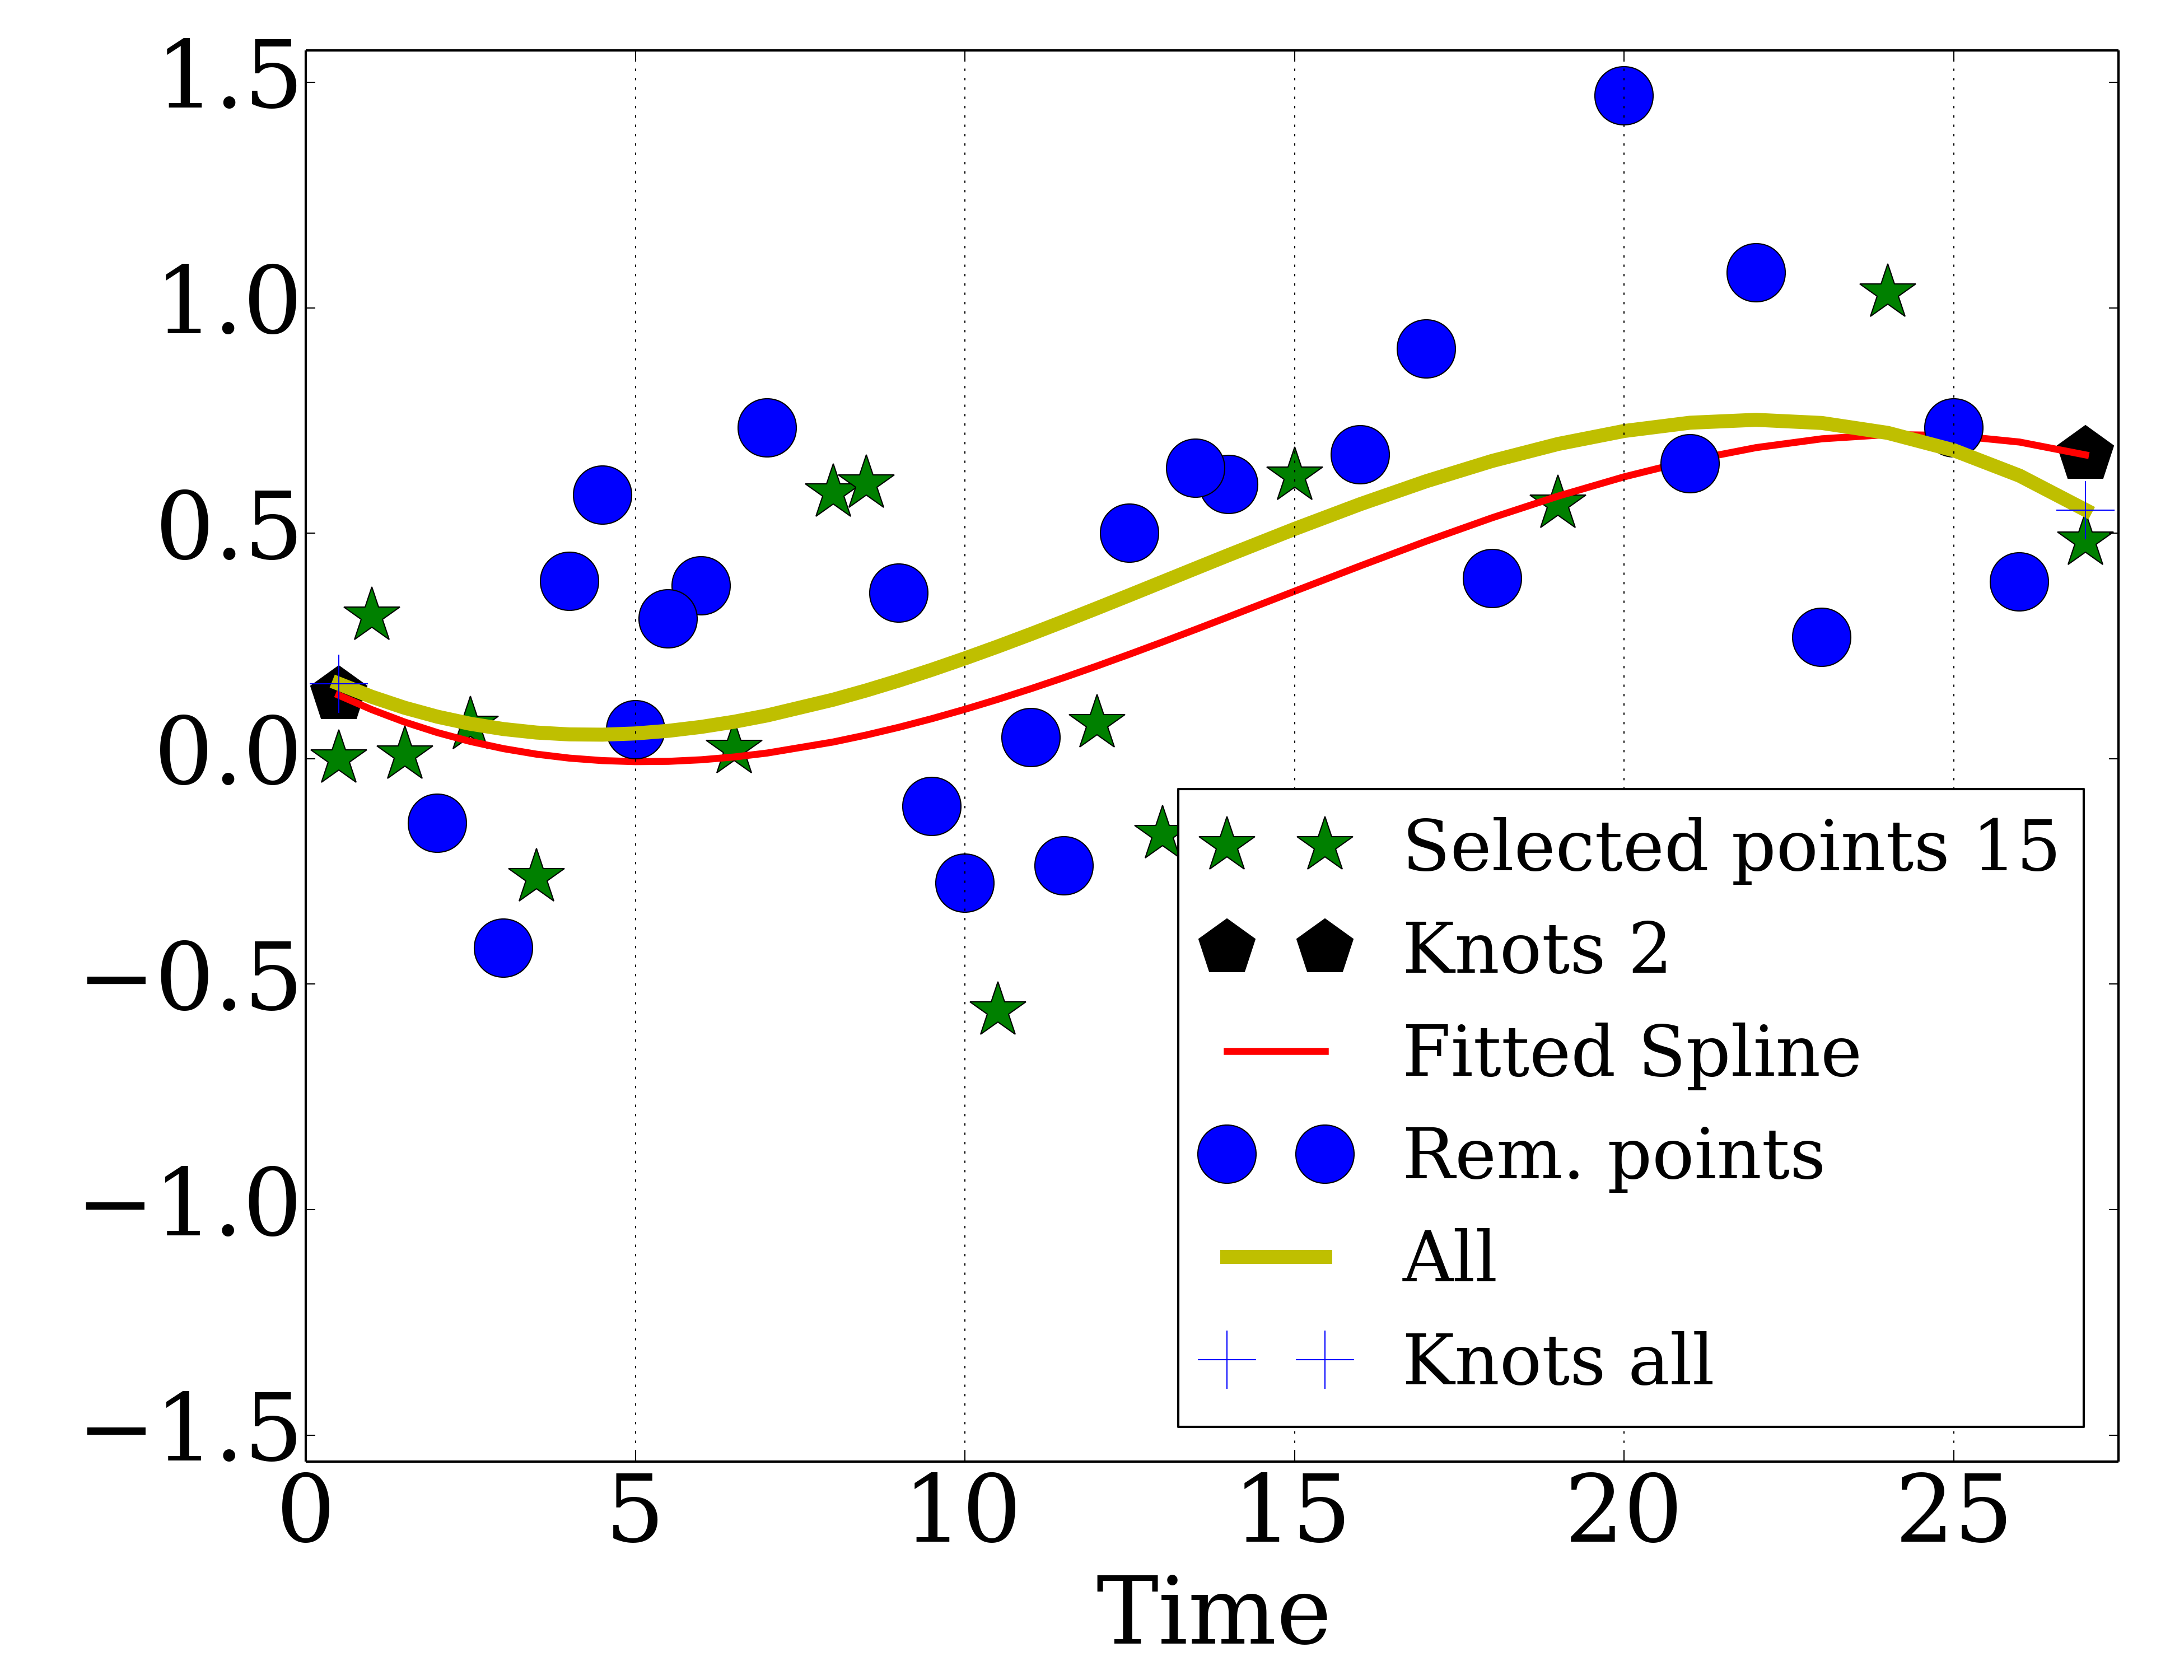 1.5
1.0
0.5
0.0
−0.5
−1.0
−1.5
0 5 10 15 20 25
Time
Selected points 15
Knots 2
Fitted Spline
Rem. points
All
Knots all